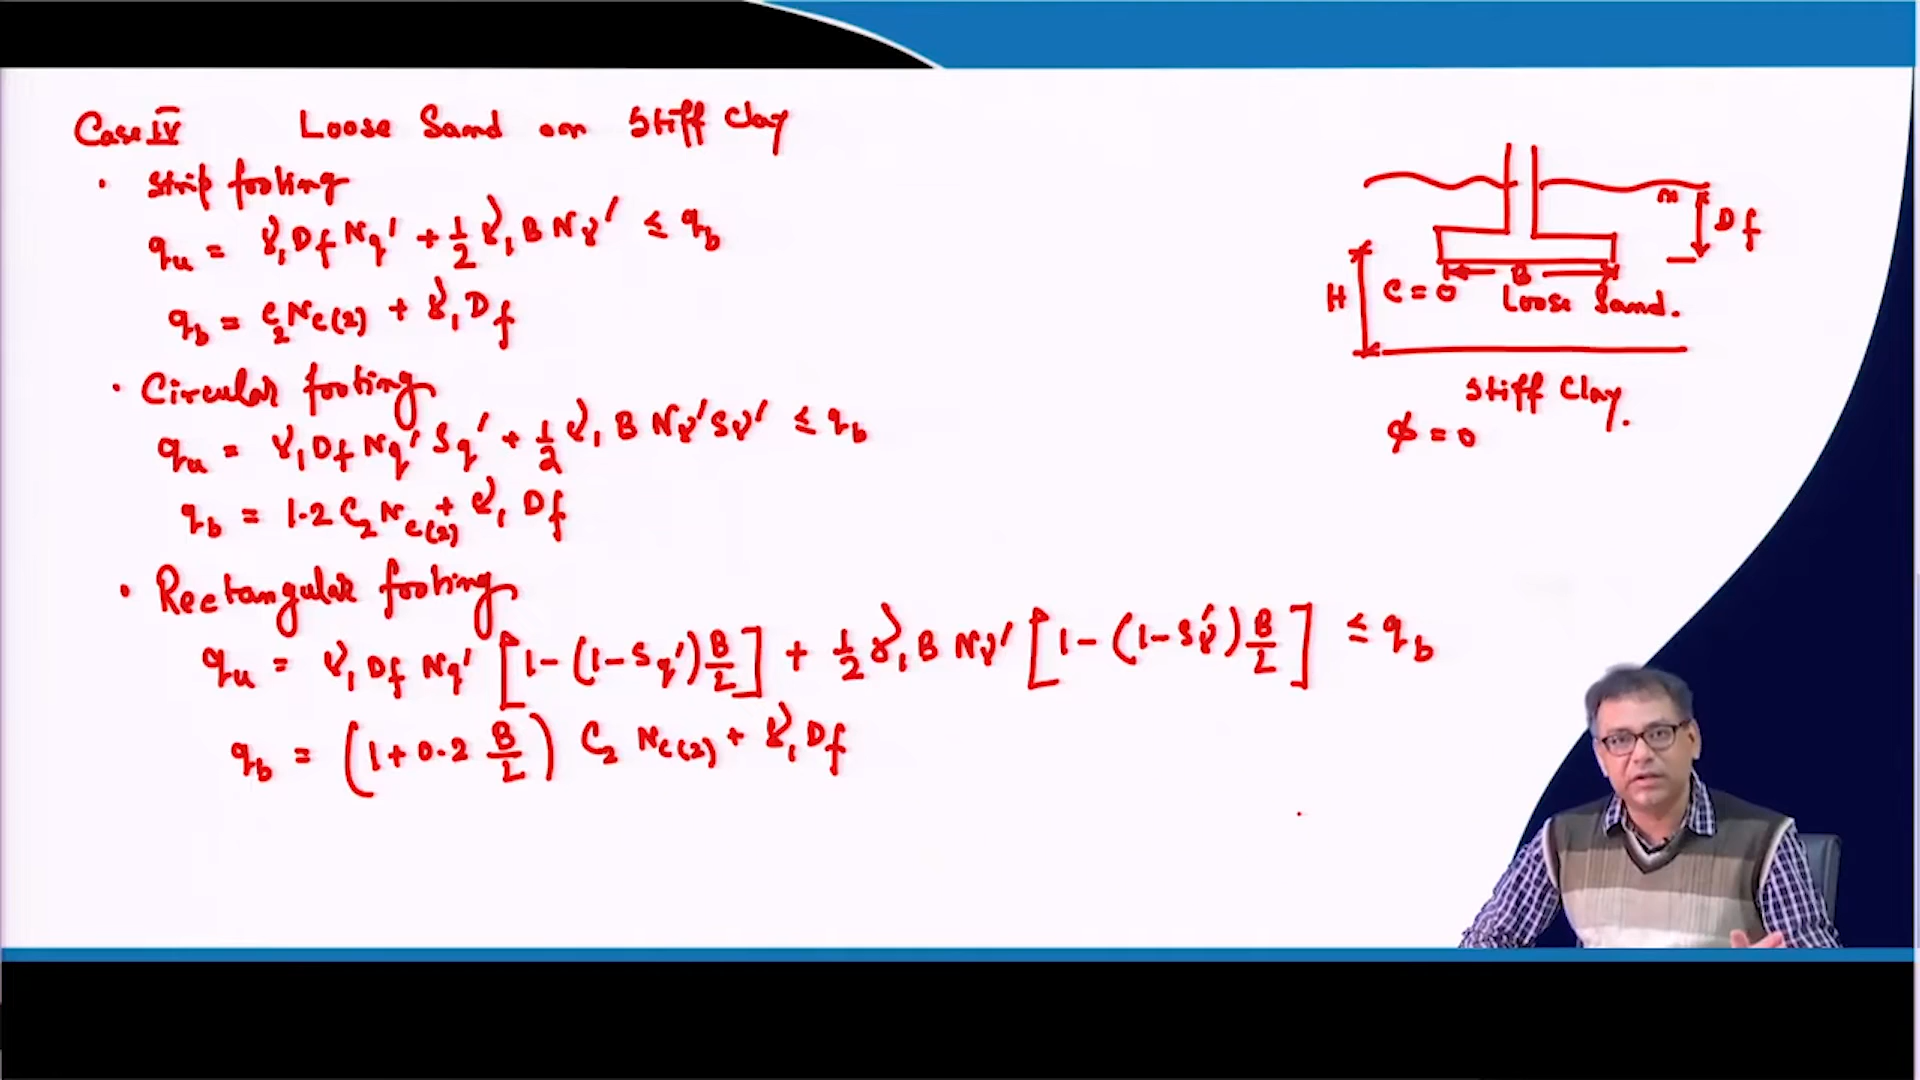 Case IV Loose Sand on Stiff Clay
• Strip footing
qu = γ1 Df Nq' + 1/2 γ1 B Nγ' ≤ qb
qb = c2 Nc(2) + γ1 Df
• Circular footing
qu = γ1 Df Nq' Sq' + 1/2 γ1 B Nγ' Sγ' ≤ qb
qb = 1.2 C2 Nc(2) + γ1 Df
• Rectangular footing
qu = γ1 Df Nq' [1 - (1 - Sq') B/L] + 1/2 γ1 B Nγ' [1 - (1 - Sγ') B/L] ≤ qb
qb = (1 + 0.2 B/L) C2 Nc(2) + γ1 Df
Df
B
H C = 0 Loose Sand.
Stiff Clay.
φ = 0